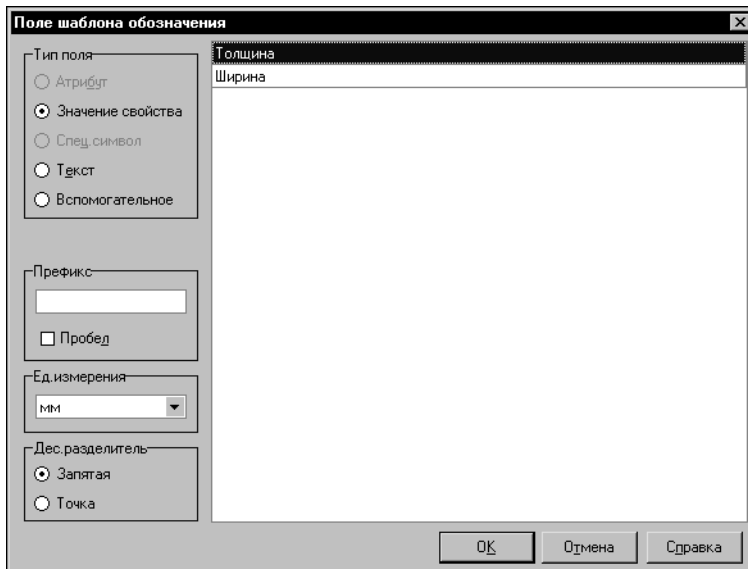 Поле шаблона обозначения
Тип поля
Атрибут
Значение свойства
Спец.символ
Текст
Вспомогательное
Префикс
Пробел
Ед.измерения
мм
Дес.разделитель
Запятая
Точка
Толщина
Ширина
OK
Отмена
Справка